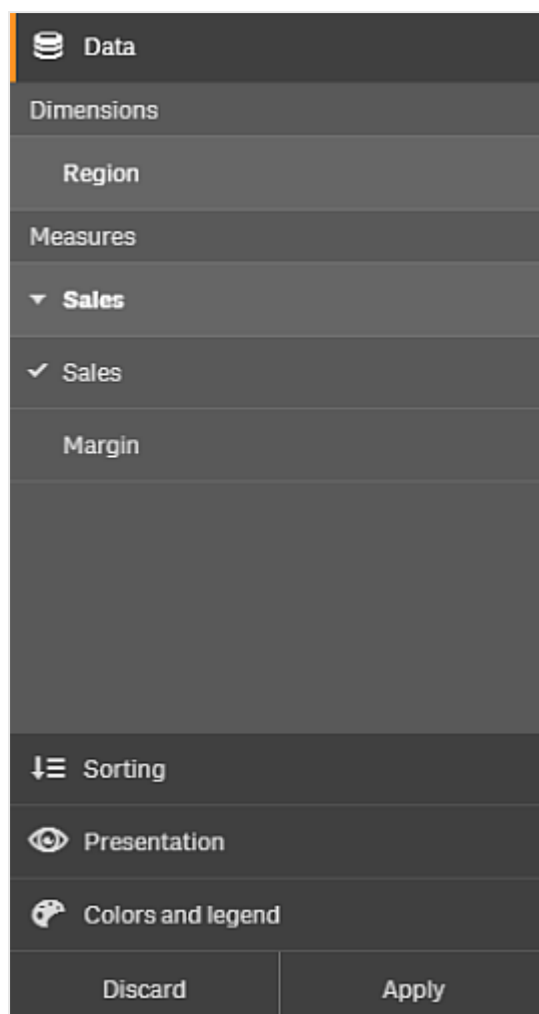 Data
Dimensions
Region
Measures
Sales
Sales
Margin
Sorting
Presentation
Colors and legend
Discard Apply